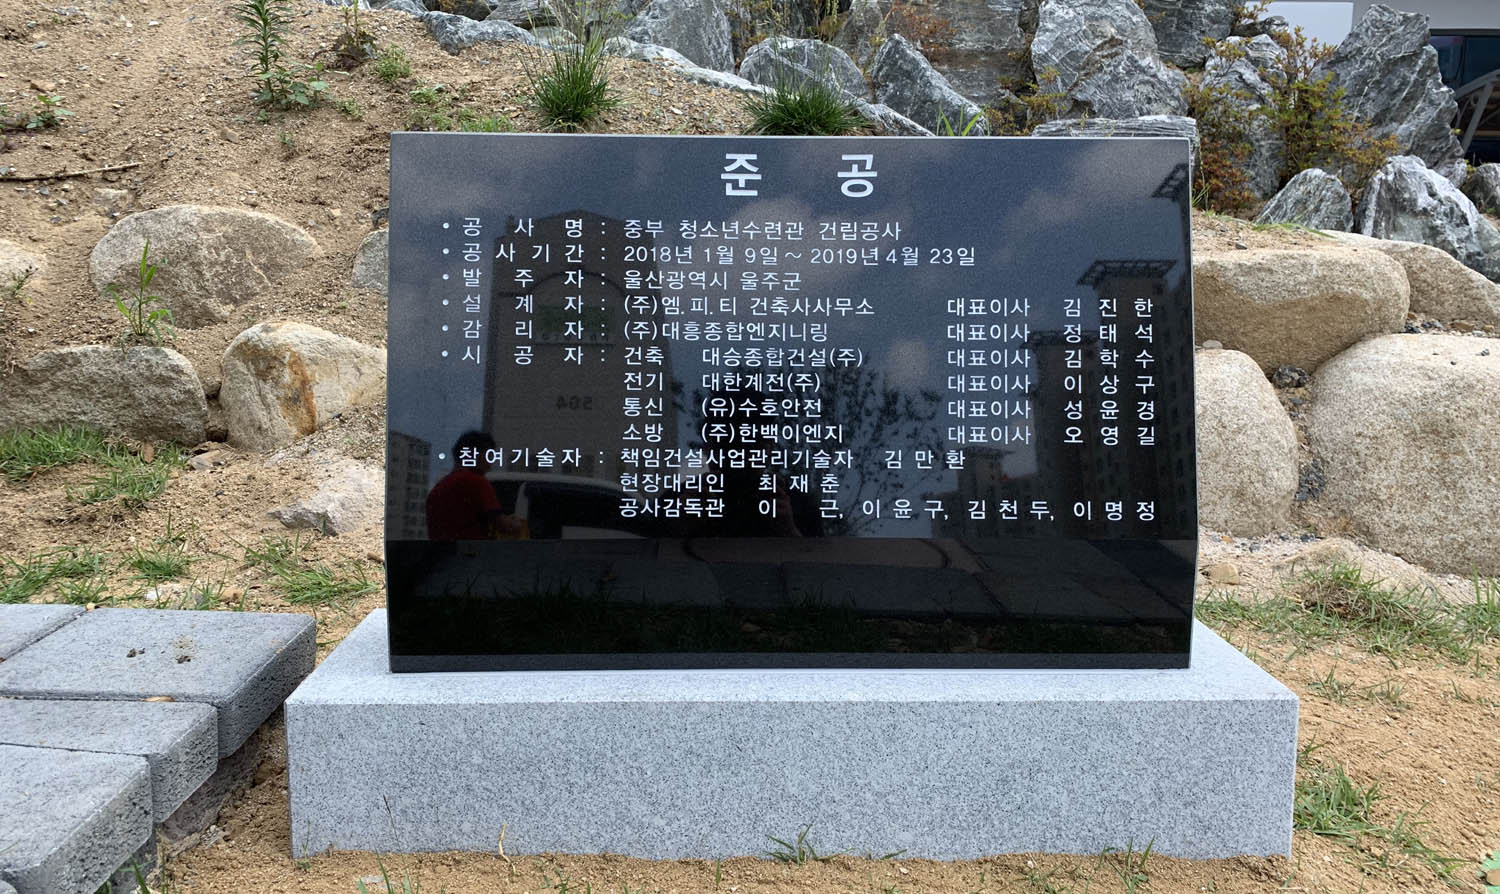 준 공
• 공 사 명 : 중부 청소년수련관 건립공사
• 공 사 기 간 : 2018년 1월 9일 ~ 2019년 4월 23일
• 발 주 자 : 울산광역시 울주군
• 설 계 자 : (주)엠.피.티 건축사사무소 대표이사 김 진 한
• 감 리 자 : (주)대흥종합엔지니링 대표이사 정 태 석
• 시 공 자 : 건축 대승종합건설(주) 대표이사 김 학 수
전기 대한계전(주) 대표이사 이 상 구
통신 (유)수호안전 대표이사 성 윤 경
소방 (주)한백이엔지 대표이사 오 영 길
• 참여기술자 : 책임건설사업관리기술자 김 만 환
현장대리인 최 재 춘
공사감독관 이 근, 이 윤 구, 김 천 두, 이 명 정